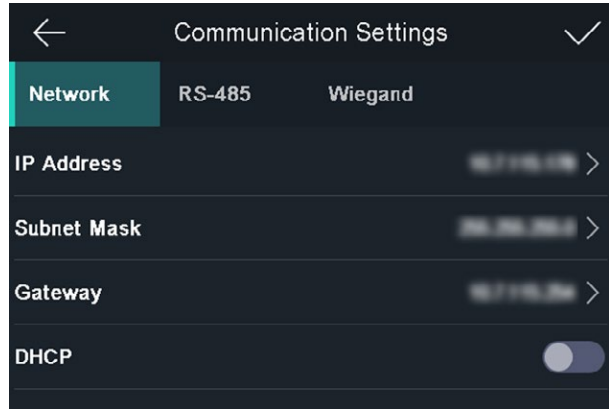 Communication Settings
Network RS-485 Wiegand
IP Address
Subnet Mask
Gateway
DHCP